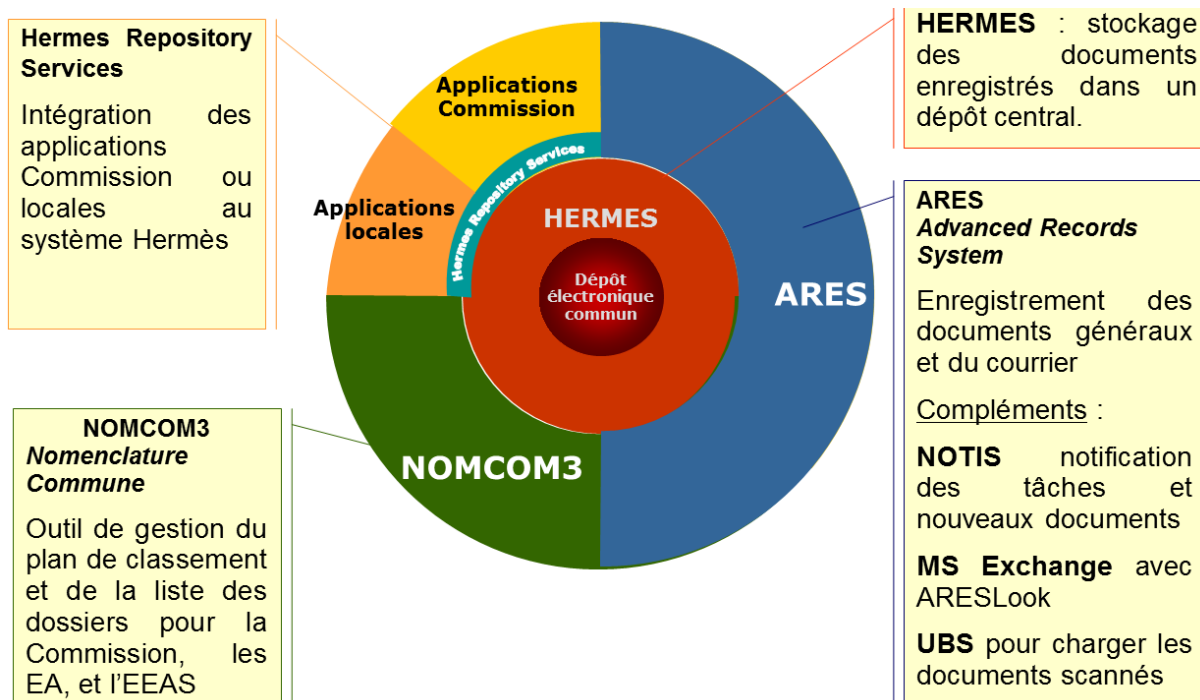 Hermes Repository
Services
Intégration des
applications
Commission ou
locales au
système Hermès
NOMCOM3
Nomenclature
Commune
Outil de gestion du
plan de classement
et de la liste des
dossiers pour la
Commission, les
EA, et l’EEAS
Applications
Commission
Applications
locales
Hermes Repository Services
HERMES
Dépôt
électronique
commun
ARES
NOMCOM3
HERMES : stockage
des documents
enregistrés dans un
dépôt central.
ARES
Advanced Records
System
Enregistrement des
documents généraux
et du courrier
Compléments :
NOTIS notification
des tâches et
nouveaux documents
MS Exchange avec
ARESLook
UBS pour charger les
documents scannés